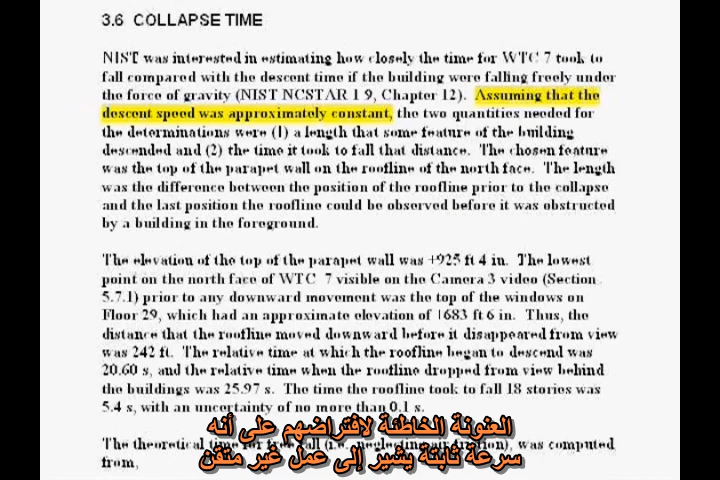 3.6 COLLAPSE TIME
NIST was interested in estimating how closely the time for WTC 7 took to
fall compared with the descent time if the building were falling freely under
the force of gravity (NIST NCSTAR 1 9, Chapter 12). Assuming that the
descent speed was approximately constant, the two quantities needed for
the determinations were (1) a length that some feature of the building
descended and (2) the time it took to fall that distance. The chosen feature
was the top of the parapet wall on the roofline of the north face. The length
was the difference between the position of the roofline prior to the collapse
and the last position the roofline could be observed before it was obstructed
by a building in the foreground.
The elevation of the top of the parapet wall was +925 ft 4 in. The lowest
point on the north face of WTC 7 visible on the Camera 3 video (Section
5.7.1) prior to any downward movement was the top of the windows on
Floor 29, which had an approximate elevation of 1683 ft 6 in. Thus, the
distance that the roofline moved downward before it disappeared from view
was 242 ft. The relative time at which the roofline began to descend was
20.60 s, and the relative time when the roofline dropped from view behind
the buildings was 25.97 s. The time the roofline took to fall 18 stories was
5.4 s, with an uncertainty of no more than 0.1 s.
العنونة الخاطئة لافتراضهم على أنه
The theoretical time for free fall (i.e., neglecting air friction), was computed
سرعة ثابتة يشير إلى عمل غير متقن
from,